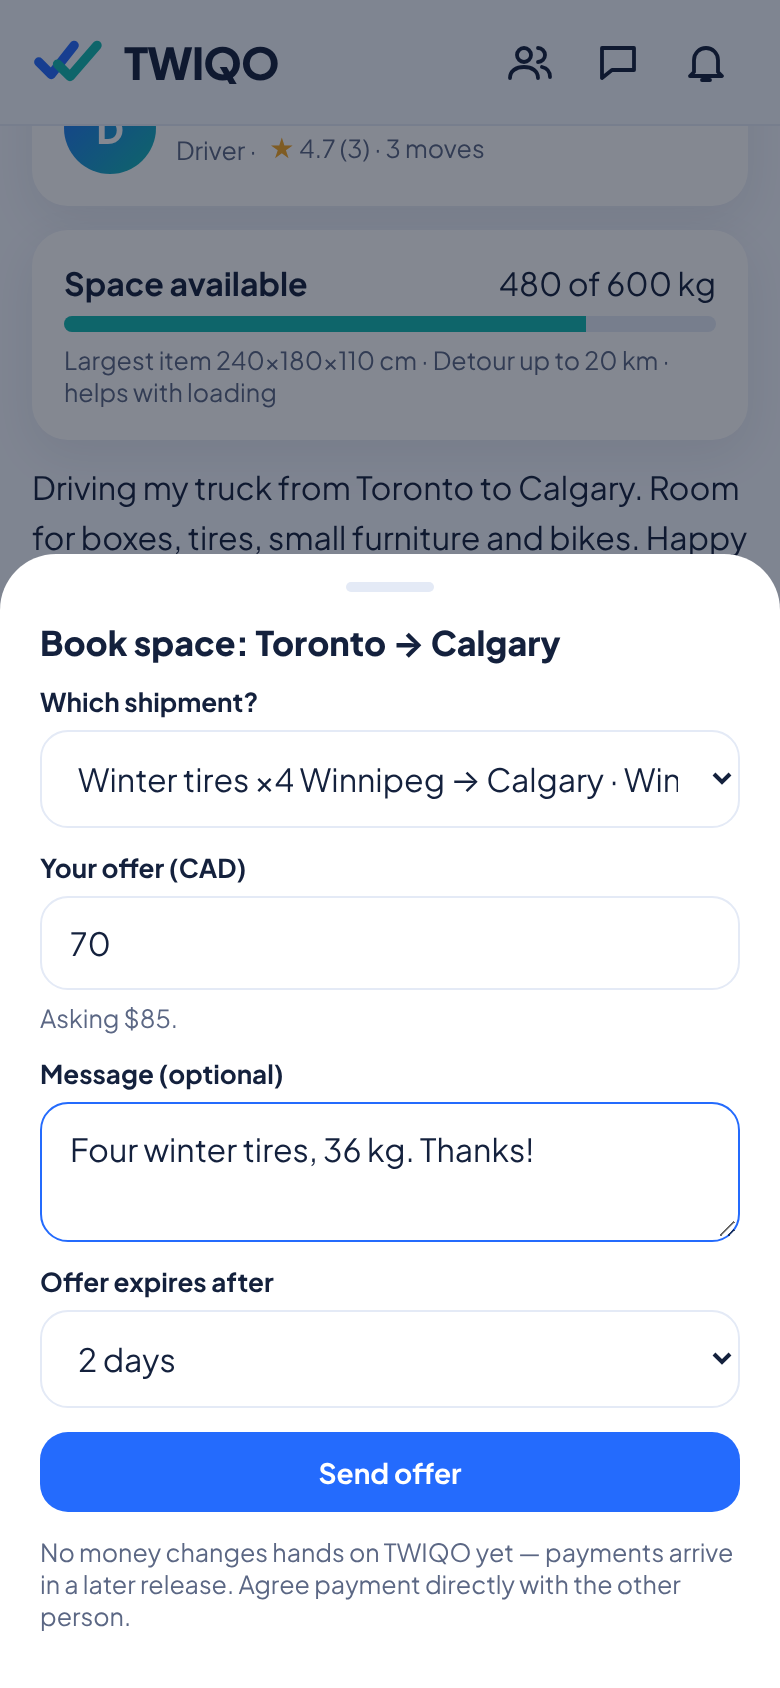 TWIQO
D
Driver · ★ 4.7 (3) · 3 moves
Space available 480 of 600 kg
Largest item 240×180×110 cm · Detour up to 20 km ·
helps with loading
Driving my truck from Toronto to Calgary. Room
for boxes, tires, small furniture and bikes. Happy
Book space: Toronto → Calgary
Which shipment?
Winter tires ×4 Winnipeg → Calgary · Win
Your offer (CAD)
70
Asking $85.
Message (optional)
Four winter tires, 36 kg. Thanks!
Offer expires after
2 days
Send offer
No money changes hands on TWIQO yet — payments arrive
in a later release. Agree payment directly with the other
person.